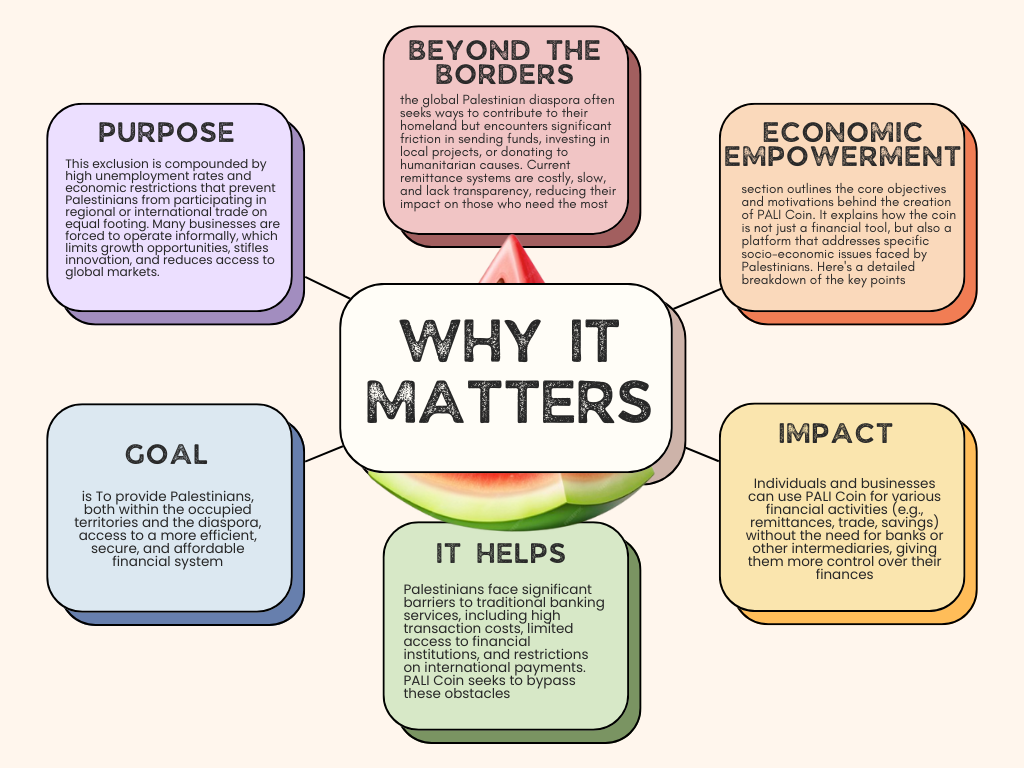 BEYOND THE
BORDERS
the global Palestinian diaspora often
seeks ways to contribute to their
homeland but encounters significant
friction in sending funds, investing in
local projects, or donating to
humanitarian causes. Current
remittance systems are costly, slow,
and lack transparency, reducing their
impact on those who need the most
PURPOSE
This exclusion is compounded by
high unemployment rates and
economic restrictions that prevent
Palestinians from participating in
regional or international trade on
equal footing. Many businesses are
forced to operate informally, which
limits growth opportunities, stifles
innovation, and reduces access to
global markets.
ECONOMIC
EMPOWERMENT
section outlines the core objectives
and motivations behind the creation
of PALI Coin. It explains how the coin
is not just a financial tool, but also a
platform that addresses specific
socio-economic issues faced by
Palestinians. Here's a detailed
breakdown of the key points
WHY IT
MATTERS
GOAL
is To provide Palestinians,
both within the occupied
territories and the diaspora,
access to a more efficient,
secure, and affordable
financial system
IMPACT
Individuals and businesses
can use PALI Coin for various
financial activities (e.g.,
remittances, trade, savings)
without the need for banks or
other intermediaries, giving
them more control over their
finances
IT HELPS
Palestinians face significant
barriers to traditional banking
services, including high
transaction costs, limited
access to financial
institutions, and restrictions
on international payments.
PALI Coin seeks to bypass
these obstacles